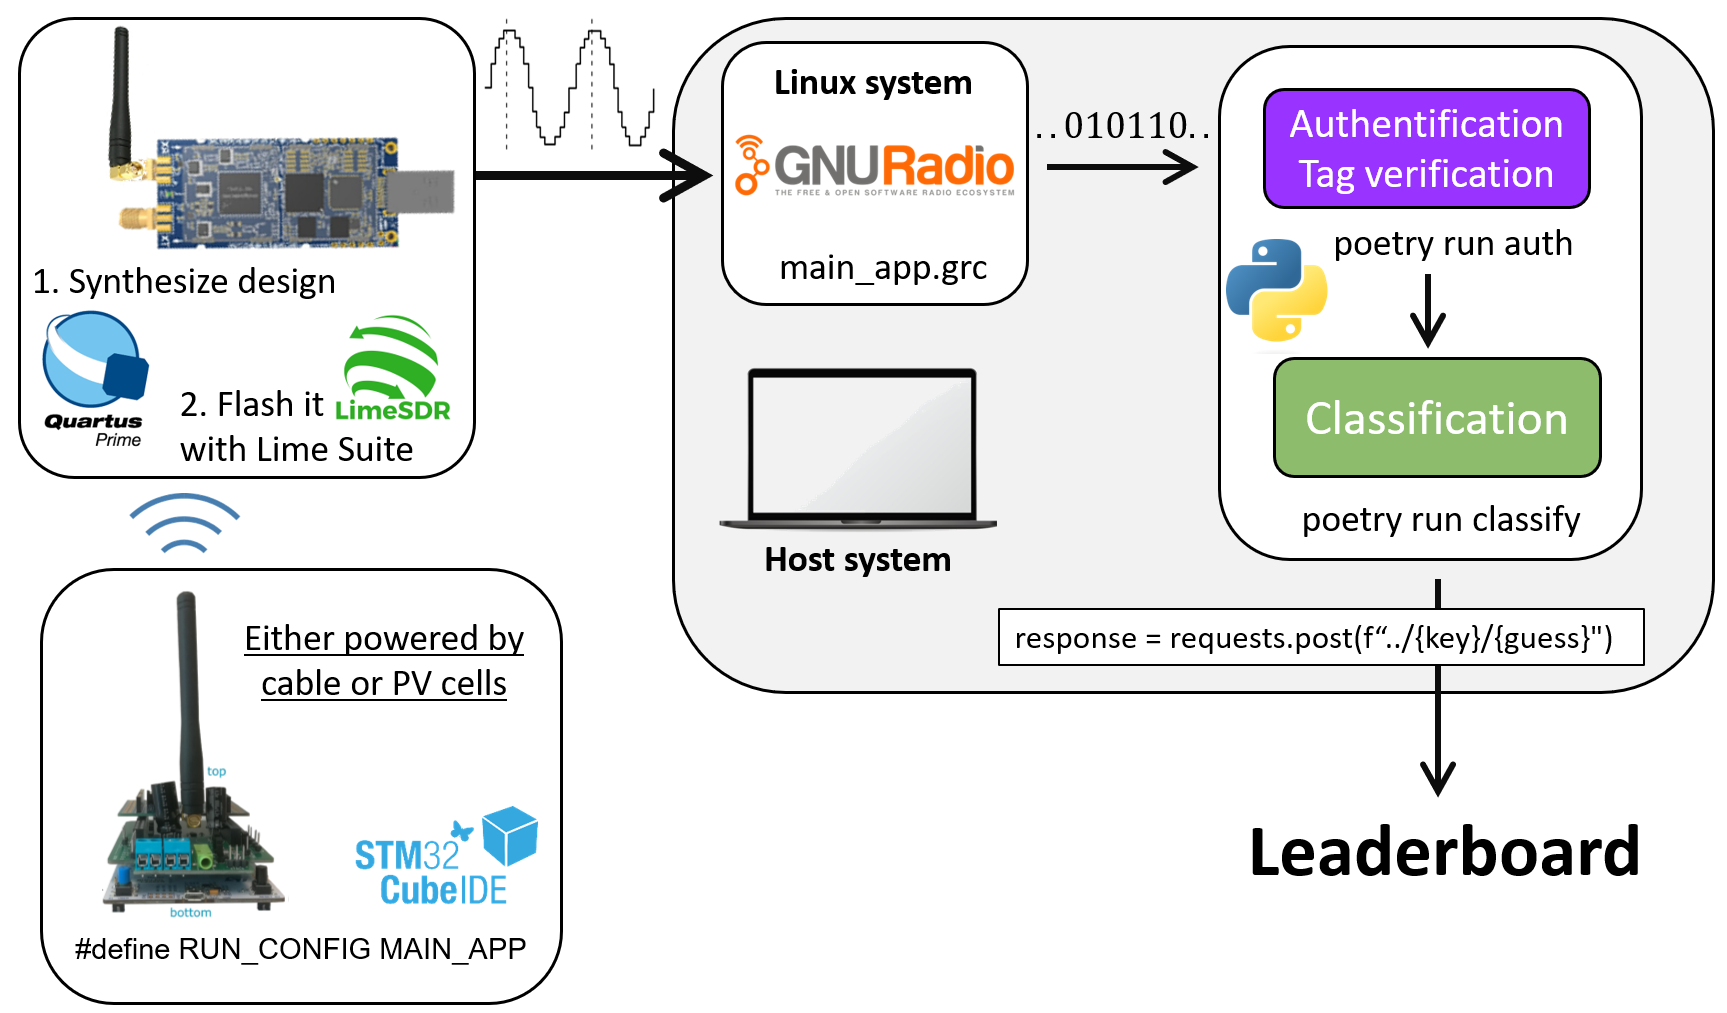 1. Synthesize design
Quartus
Prime
2. Flash it
with Lime Suite
LimeSDR
Either powered by
cable or PV cells
top
bottom
STM32
CubeIDE
#define RUN_CONFIG MAIN_APP
Linux system
GNURadio
THE FREE & OPEN SOFTWARE RADIO ECOSYSTEM
main_app.grc
Host system
..010110..
Authentification
Tag verification
poetry run auth
Classification
poetry run classify
response = requests.post(f“../{key}/{guess}")
Leaderboard